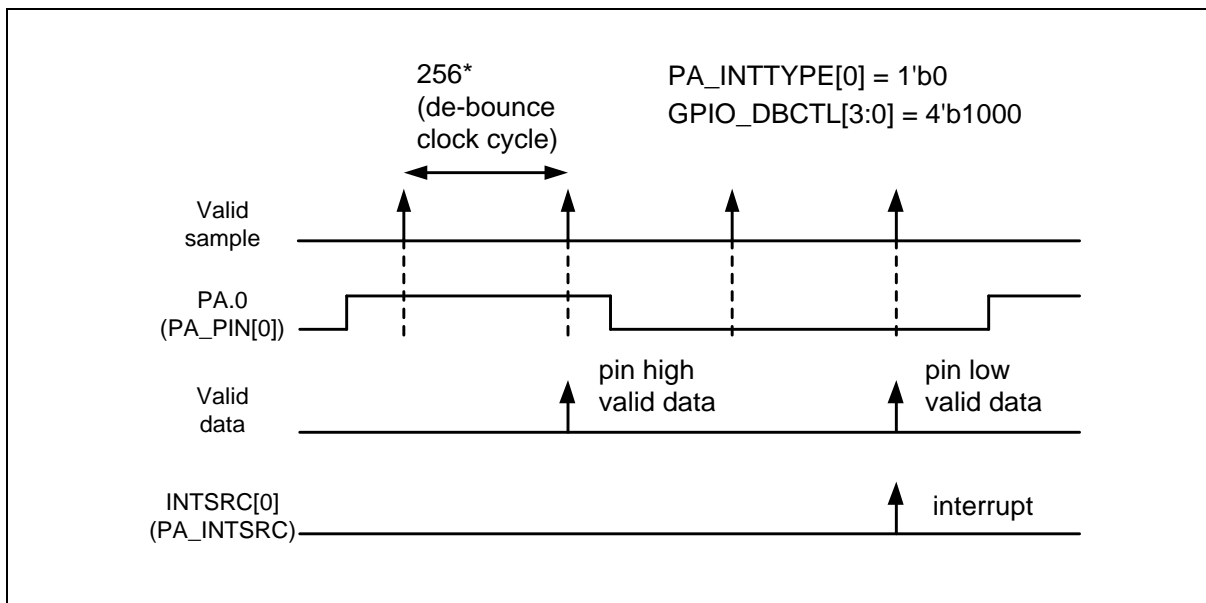 256*
(de-bounce
clock cycle)
PA_INTTYPE[0] = 1'b0
GPIO_DBCTL[3:0] = 4'b1000
Valid
sample
PA.0
(PA_PIN[0])
pin high
valid data
pin low
valid data
Valid
data
INTSRC[0]
(PA_INTSRC)
interrupt